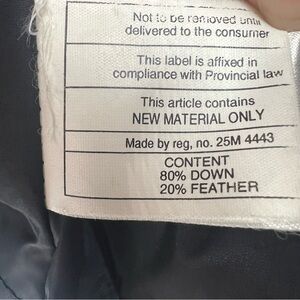 Not to be removed until
delivered to the consumer
This label is affixed in
compliance with Provincial law
This article contains
NEW MATERIAL ONLY
Made by reg, no. 25M 4443
CONTENT
80% DOWN
20% FEATHER